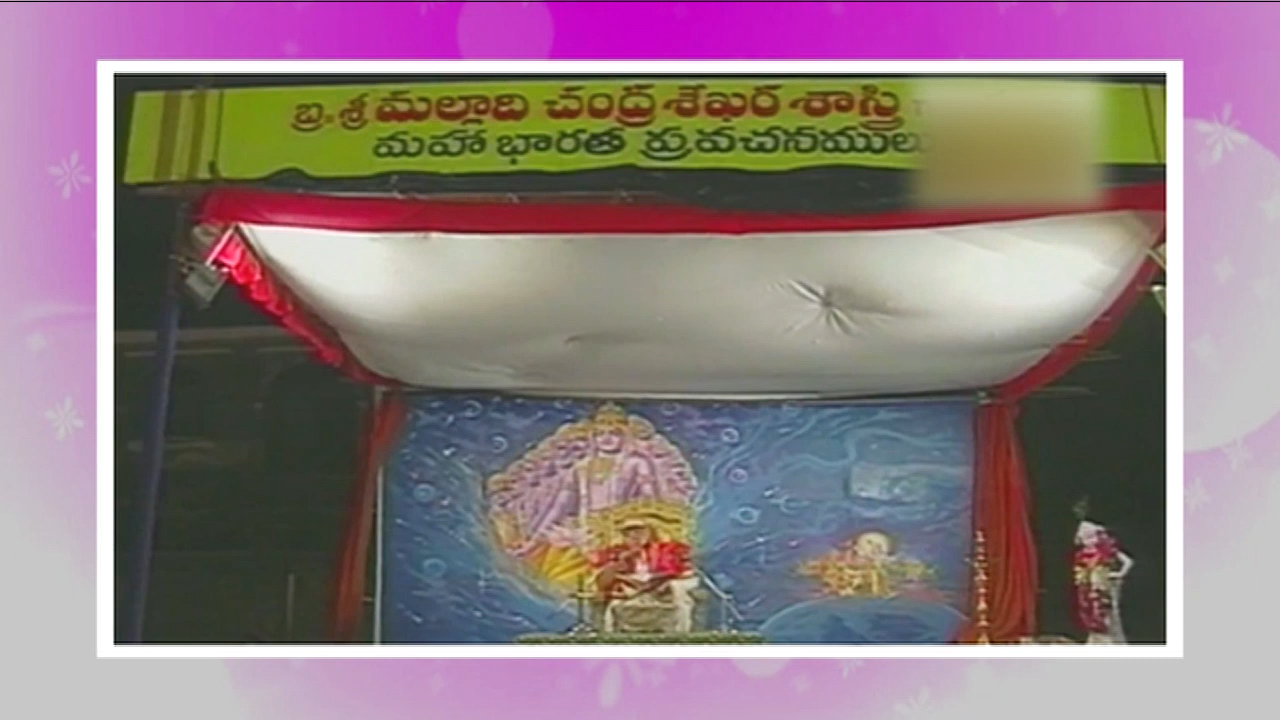 బ్ర॥శ్రీ మల్లాది చంద్రశేఖర శాస్త్రి
మహా భారత ప్రవచనములు